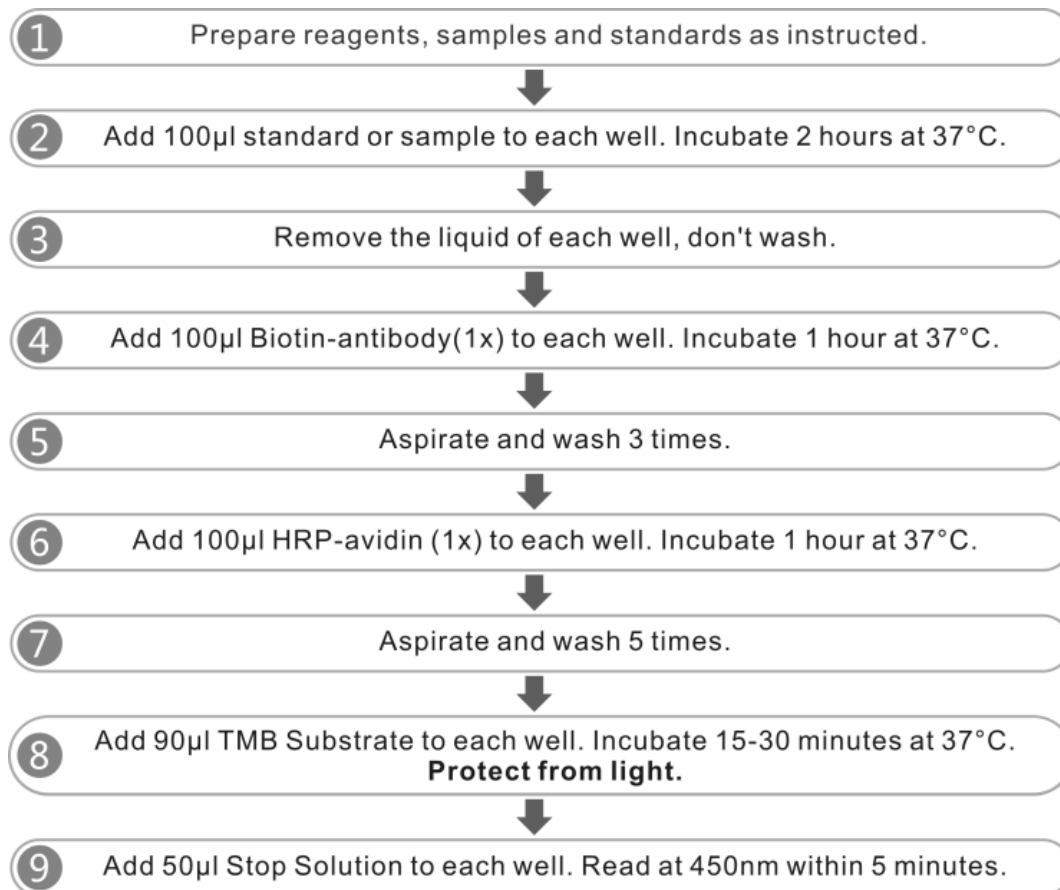 1 Prepare reagents, samples and standards as instructed.
2 Add 100μl standard or sample to each well. Incubate 2 hours at 37°C.
3 Remove the liquid of each well, don't wash.
4 Add 100μl Biotin-antibody(1x) to each well. Incubate 1 hour at 37°C.
5 Aspirate and wash 3 times.
6 Add 100μl HRP-avidin (1x) to each well. Incubate 1 hour at 37°C.
7 Aspirate and wash 5 times.
8 Add 90μl TMB Substrate to each well. Incubate 15-30 minutes at 37°C.
Protect from light.
9 Add 50μl Stop Solution to each well. Read at 450nm within 5 minutes.